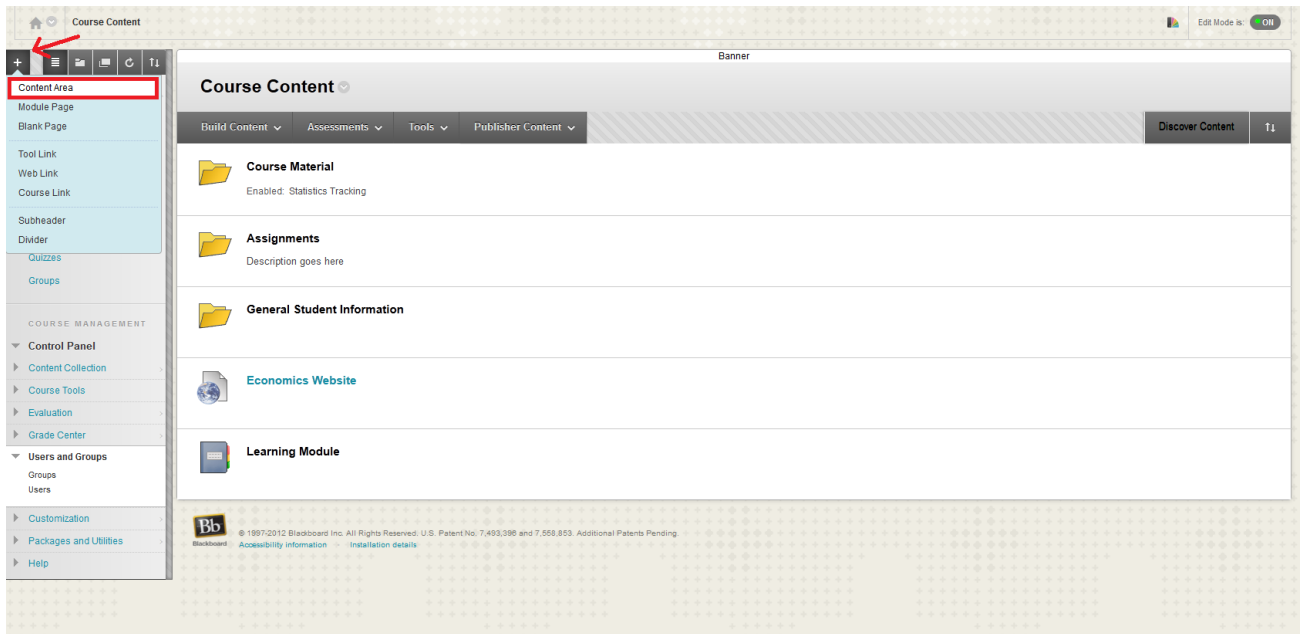 Course Content
Edit Mode is: ON
+
Content Area
Module Page
Blank Page
Tool Link
Web Link
Course Link
Subheader
Divider
Quizzes
Groups
COURSE MANAGEMENT
Control Panel
Content Collection
Course Tools
Evaluation
Grade Center
Users and Groups
Groups
Users
Customization
Packages and Utilities
Help
Banner
Course Content
Build Content Assessments Tools Publisher Content Discover Content
Course Material
Enabled: Statistics Tracking
Assignments
Description goes here
General Student Information
Economics Website
Learning Module
Bb
Blackboard
© 1997-2012 Blackboard Inc. All Rights Reserved. U.S. Patent No. 7,493,396 and 7,558,853. Additional Patents Pending.
Accessibility information Installation details